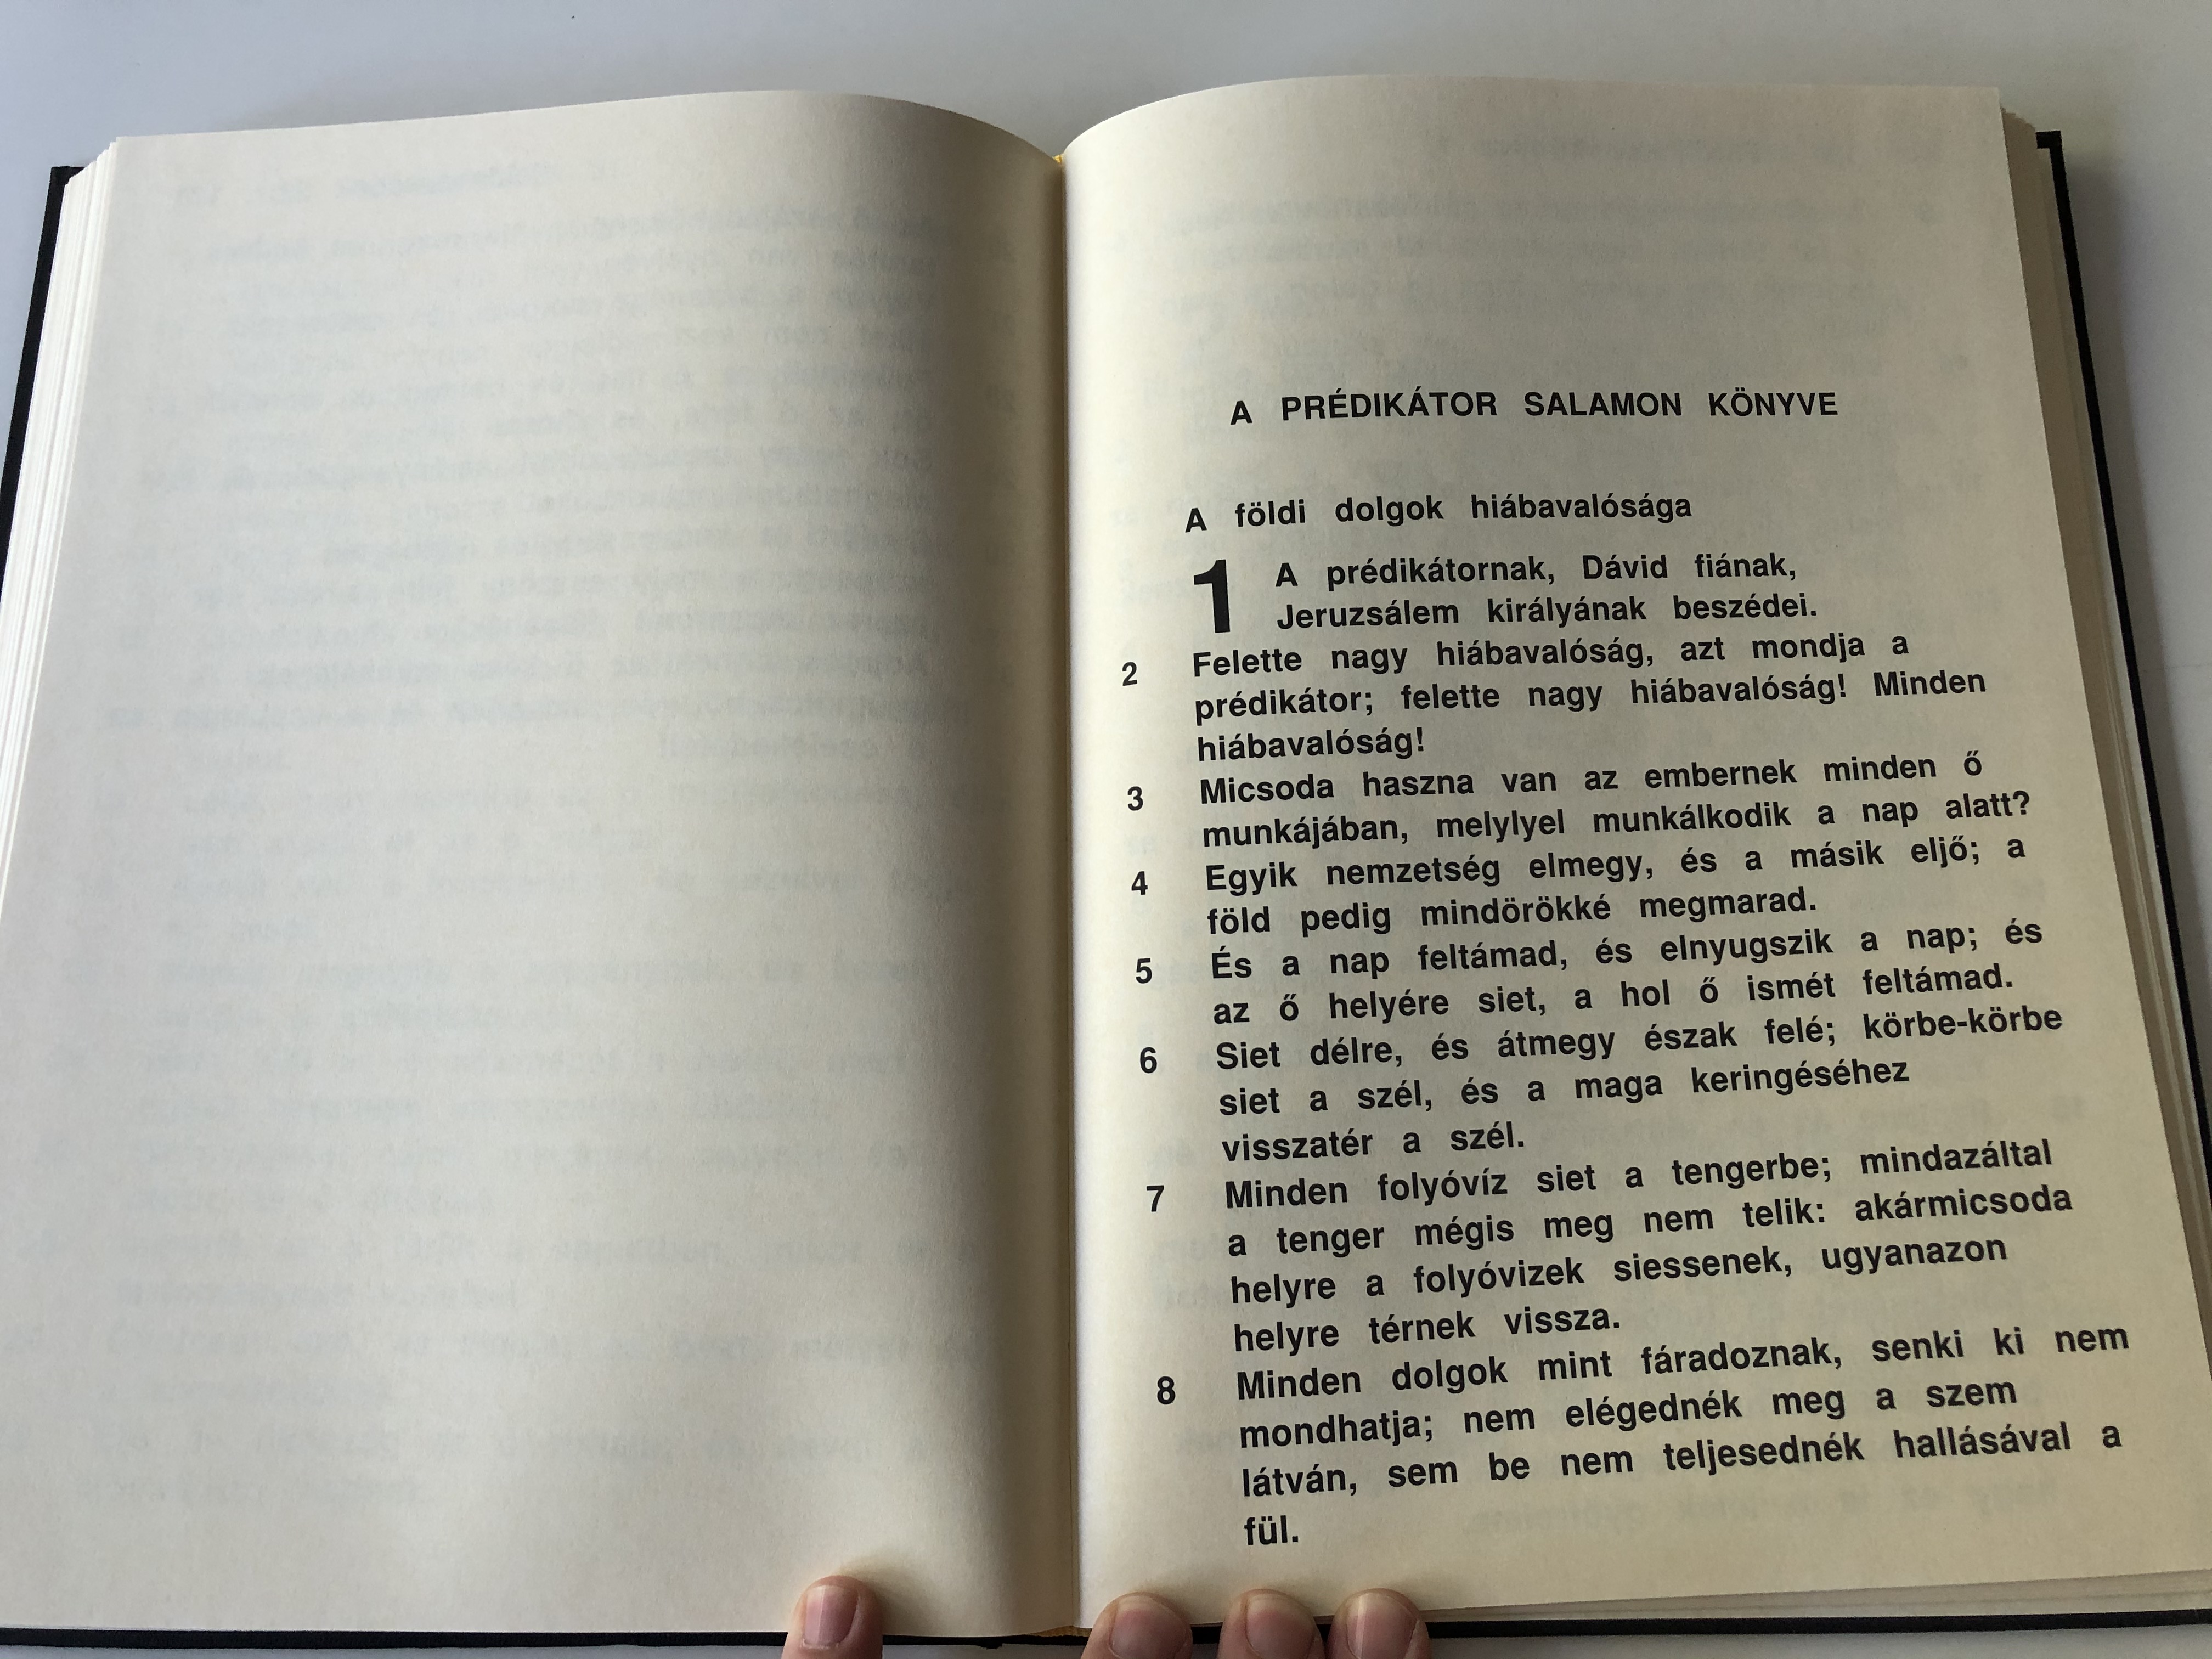 A PRÉDIKÁTOR SALAMON KÖNYVE
A földi dolgok hiábavalósága
1 A prédikátornak, Dávid fiának,
Jeruzsálem királyának beszédei.
2 Felette nagy hiábavalóság, azt mondja a
prédikátor; felette nagy hiábavalóság! Minden
hiábavalóság!
3 Micsoda haszna van az embernek minden ő
munkájában, melylyel munkálkodik a nap alatt?
4 Egyik nemzetség elmegy, és a másik eljő; a
föld pedig mindörökké megmarad.
5 És a nap feltámad, és elnyugszik a nap; és
az ő helyére siet, a hol ő ismét feltámad.
6 Siet délre, és átmegy észak felé; körbe-körbe
siet a szél, és a maga keringéséhez
visszatér a szél.
7 Minden folyóvíz siet a tengerbe; mindazáltal
a tenger mégis meg nem telik: akármicsoda
helyre a folyóvizek siessenek, ugyanazon
helyre térnek vissza.
8 Minden dolgok mint fáradoznak, senki ki nem
mondhatja; nem elégednék meg a szem
látván, sem be nem teljesednék hallásával a
fül.